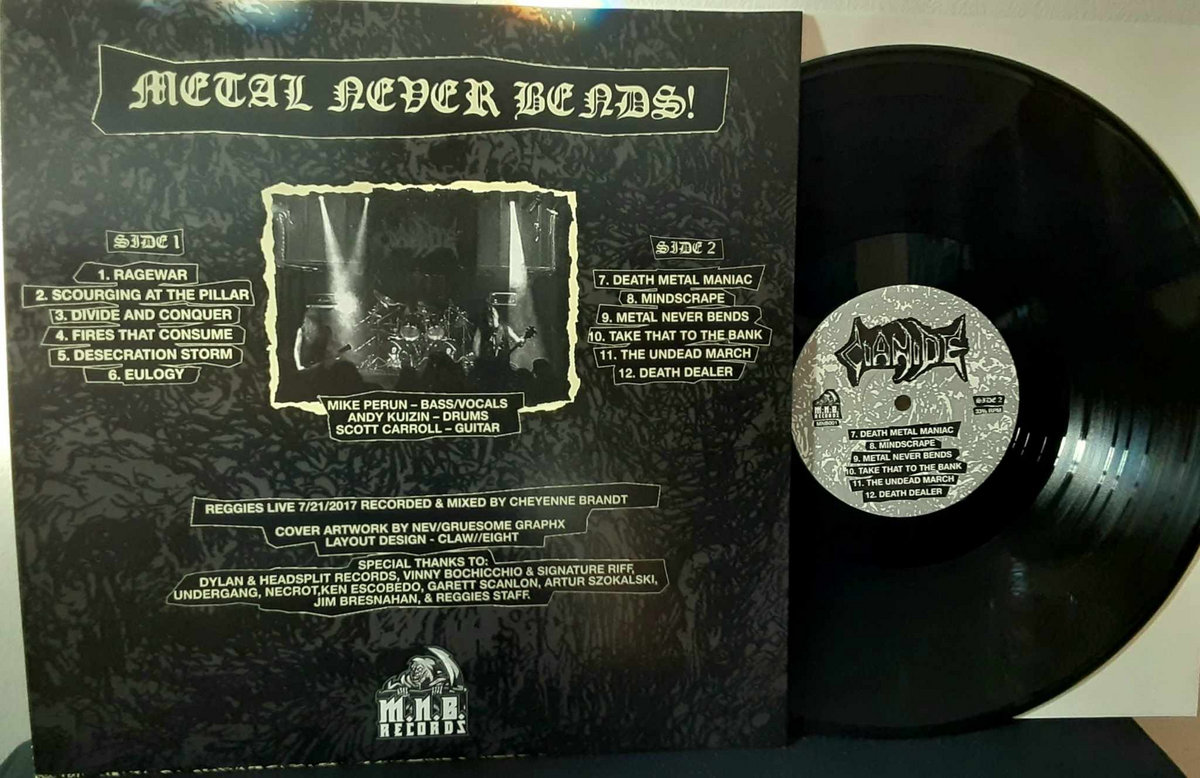 METAL NEVER BENDS!
SIDE 1
1. RAGEWAR
2. SCOURGING AT THE PILLAR
3. DIVIDE AND CONQUER
4. FIRES THAT CONSUME
5. DESECRATION STORM
6. EULOGY
SIDE 2
7. DEATH METAL MANIAC
8. MINDSCRAPE
9. METAL NEVER BENDS
10. TAKE THAT TO THE BANK
11. THE UNDEAD MARCH
12. DEATH DEALER
MIKE PERUN – BASS/VOCALS
ANDY KUIZIN – DRUMS
SCOTT CARROLL – GUITAR
REGGIES LIVE 7/21/2017 RECORDED & MIXED BY CHEYENNE BRANDT
COVER ARTWORK BY NEV/GRUESOME GRAPHX
LAYOUT DESIGN - CLAW//EIGHT
SPECIAL THANKS TO:
DYLAN & HEADSPLIT RECORDS, VINNY BOCHICCHIO & SIGNATURE RIFF,
UNDERGANG, NECROT,KEN ESCOBEDO, GARETT SCANLON, ARTUR SZOKALSKI,
JIM BRESNAHAN, & REGGIES STAFF.
M.N.B.
RECORDS
CIANIDE
M.N.B.
RECORDS
MNB001
SIDE 2
33⅓ RPM
7. DEATH METAL MANIAC
8. MINDSCRAPE
9. METAL NEVER BENDS
10. TAKE THAT TO THE BANK
11. THE UNDEAD MARCH
12. DEATH DEALER